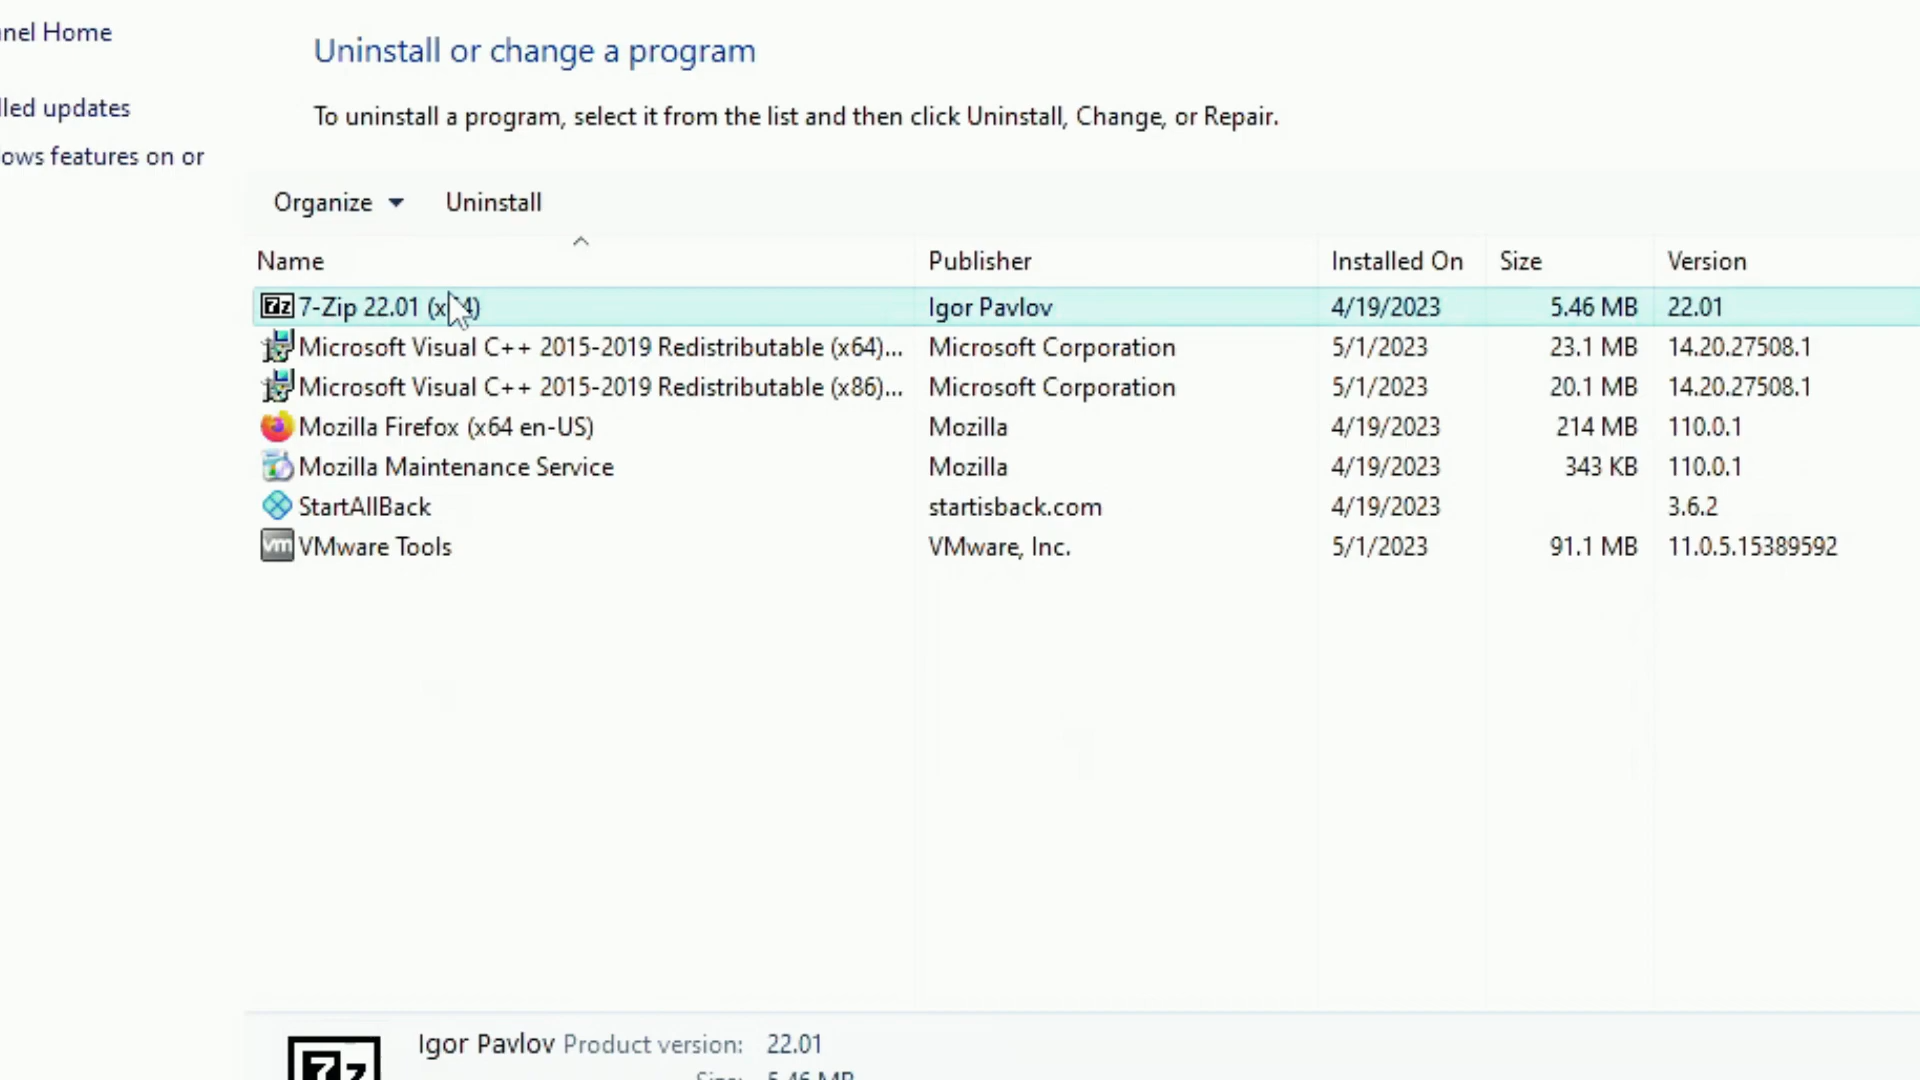 nel Home
lled updates
ows features on or
Uninstall or change a program
To uninstall a program, select it from the list and then click Uninstall, Change, or Repair.
Organize Uninstall
Name Publisher Installed On Size Version
7-Zip 22.01 (x64) Igor Pavlov 4/19/2023 5.46 MB 22.01
Microsoft Visual C++ 2015-2019 Redistributable (x64)... Microsoft Corporation 5/1/2023 23.1 MB 14.20.27508.1
Microsoft Visual C++ 2015-2019 Redistributable (x86)... Microsoft Corporation 5/1/2023 20.1 MB 14.20.27508.1
Mozilla Firefox (x64 en-US) Mozilla 4/19/2023 214 MB 110.0.1
Mozilla Maintenance Service Mozilla 4/19/2023 343 KB 110.0.1
StartAllBack startisback.com 4/19/2023 3.6.2
vm VMware Tools VMware, Inc. 5/1/2023 91.1 MB 11.0.5.15389592
Igor Pavlov Product version: 22.01
Size: 5.46 MB